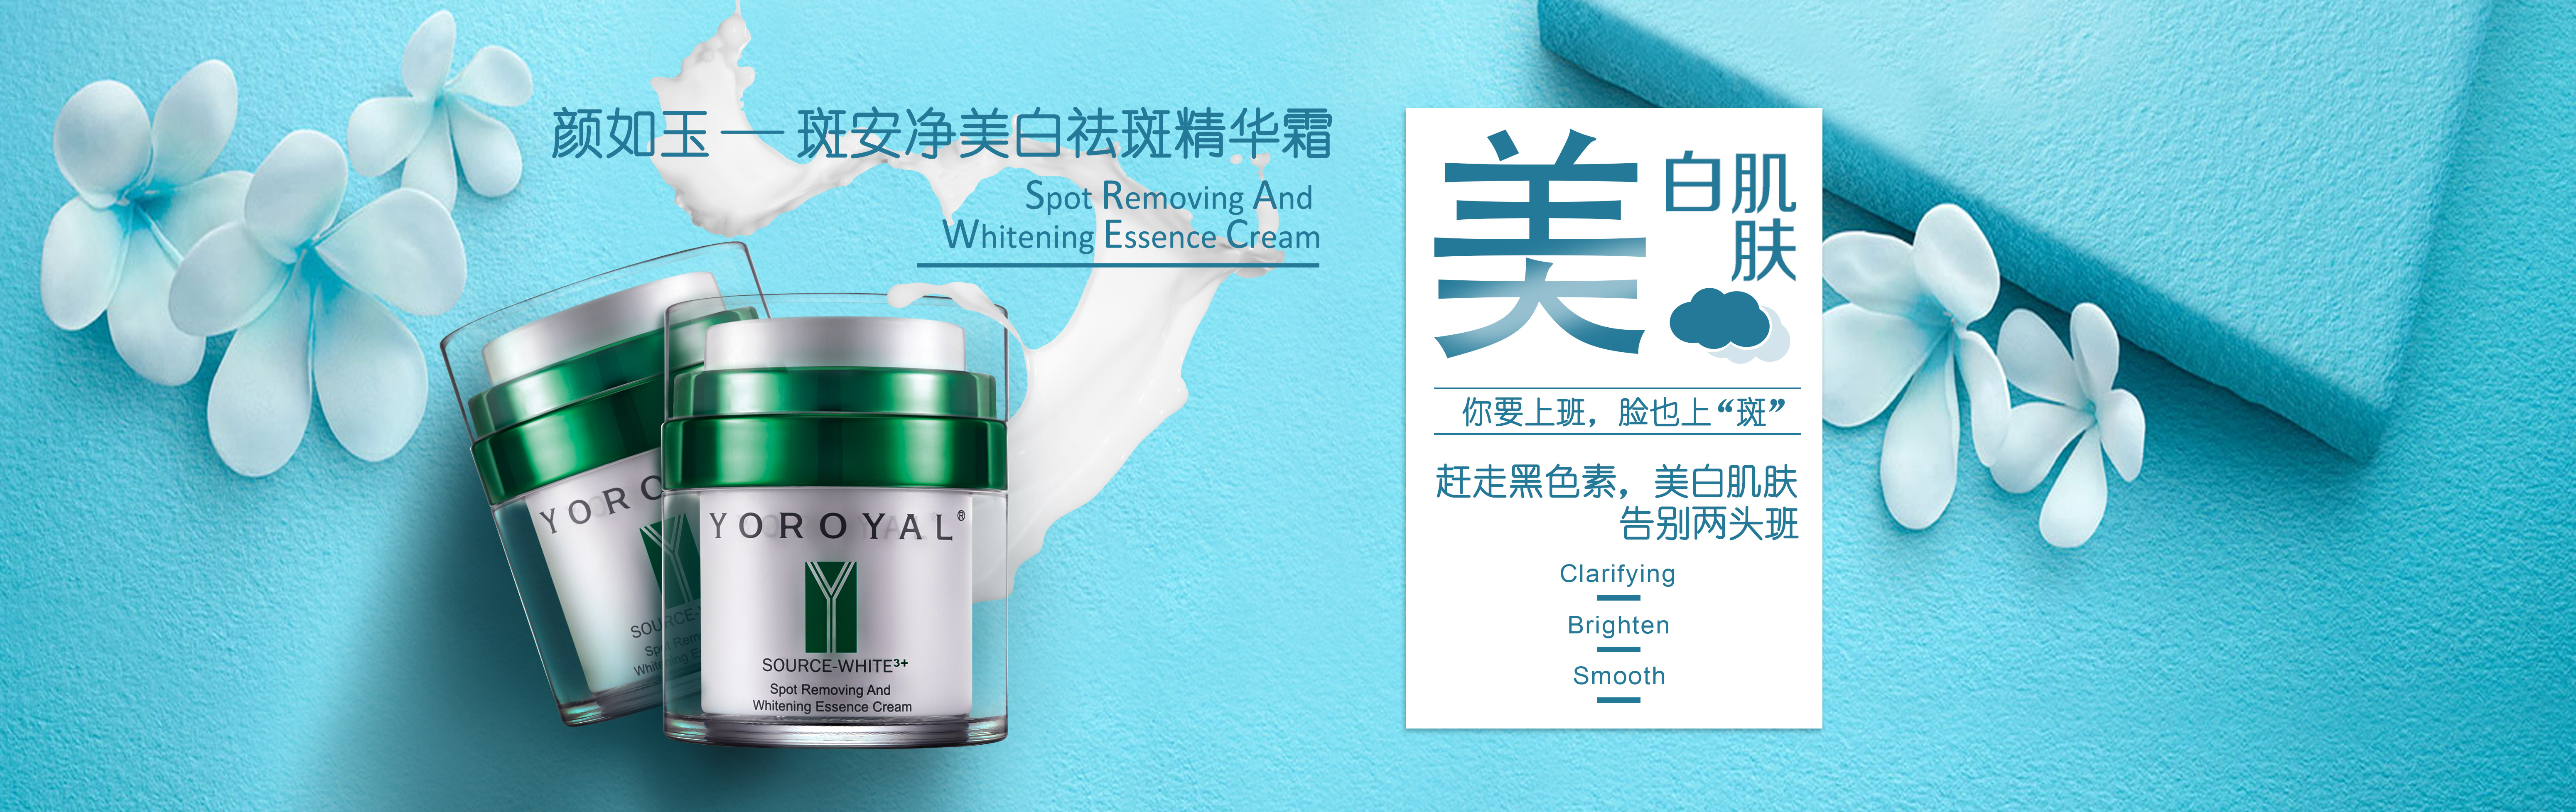 颜如玉 — 斑安净美白祛斑精华霜
Spot Removing And
Whitening Essence Cream
YORO
SOURCE-
YOROYAL®
SOURCE-WHITE³⁺
Spot Removing And
Whitening Essence Cream
美白肌
肤
你要上班，脸也上“斑”
赶走黑色素，美白肌肤
告别两头班
Clarifying
Brighten
Smooth